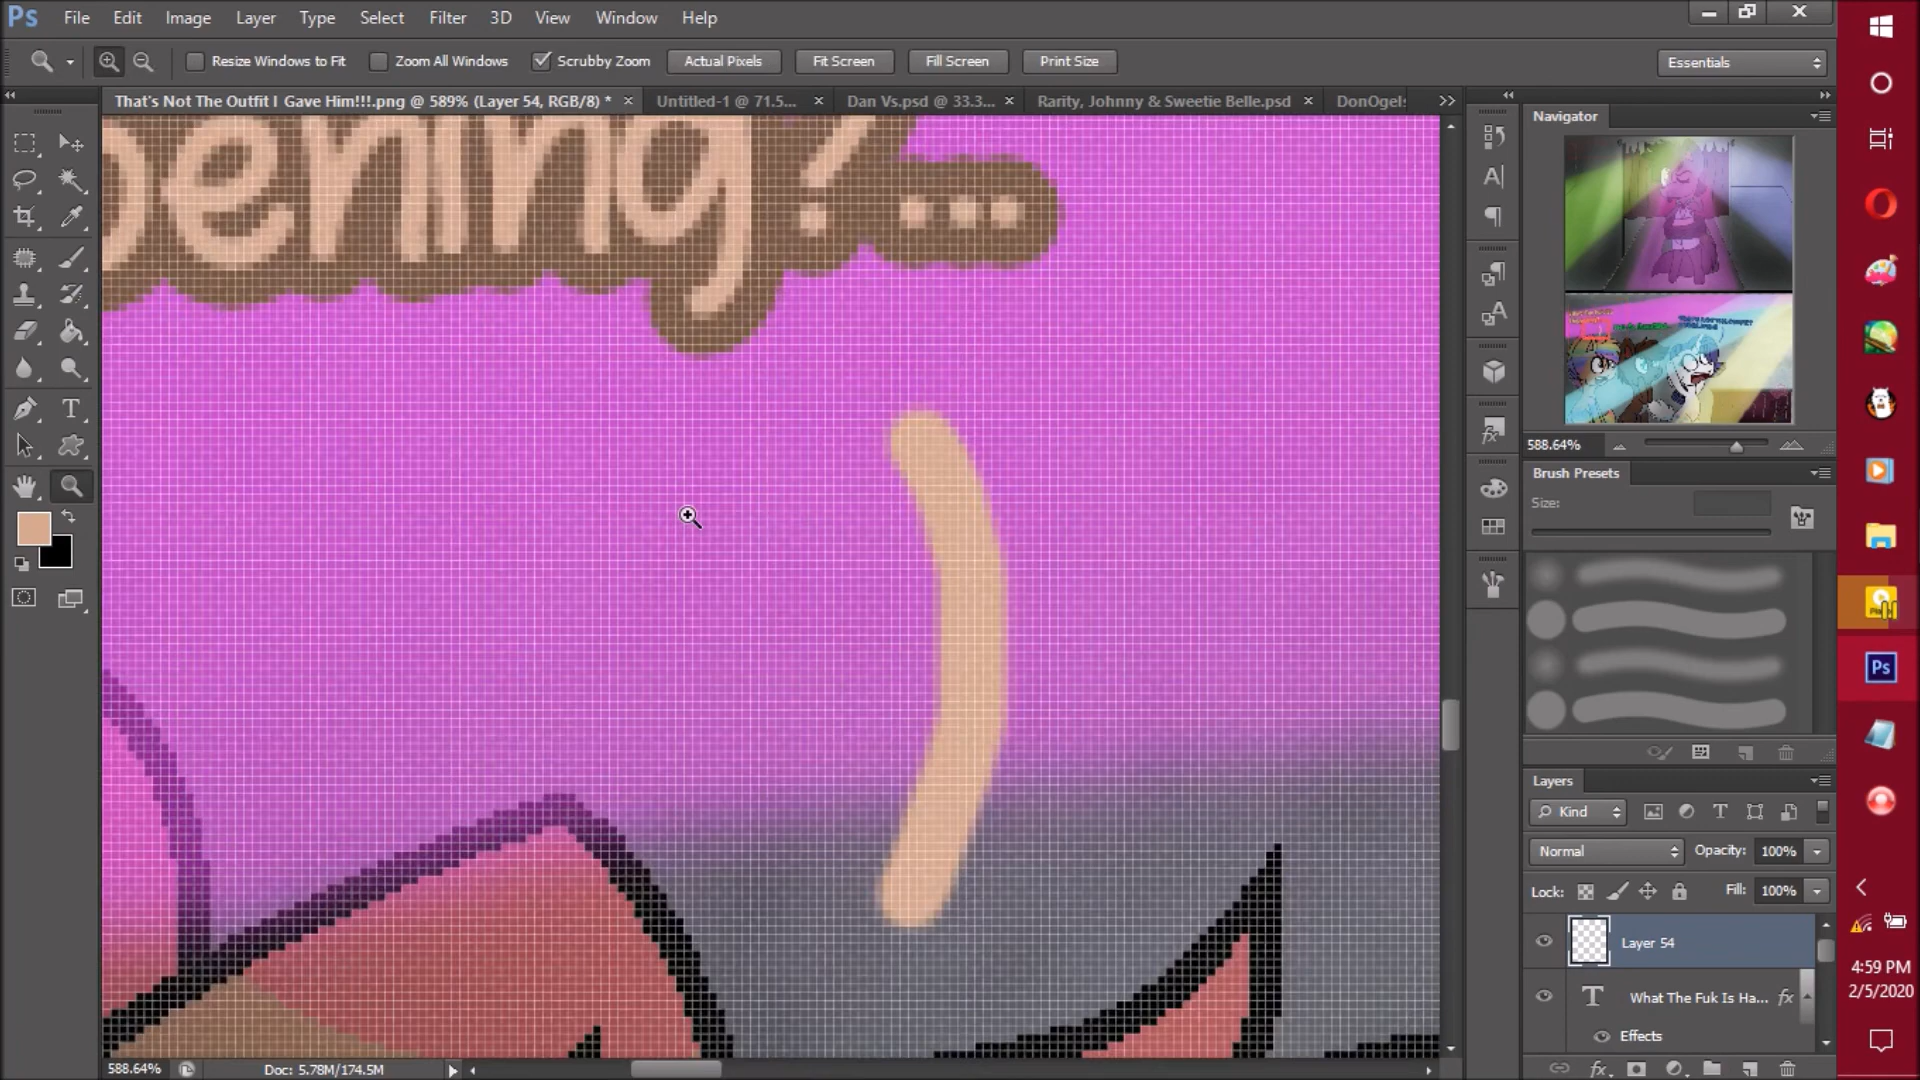 Ps File Edit Image Layer Type Select Filter 3D View Window Help
Resize Windows to Fit Zoom All Windows Scrubby Zoom Actual Pixels Fit Screen Fill Screen Print Size Essentials
That's Not The Outfit I Gave Him!!!.png @ 589% (Layer 54, RGB/8) * × Untitled-1 @ 71.5... × Dan Vs.psd @ 33.3... × Rarity, Johnny & Sweetie Belle.psd × DonOgels >>
Navigator
pening?...
588.64%
Brush Presets
Size:
Layers
Kind
Normal Opacity: 100%
Lock: Fill: 100%
Layer 54
What The Fuk Is Ha... fx
Effects
588.64% Doc: 5.78M/174.5M
Ps
4:59 PM
2/5/2020